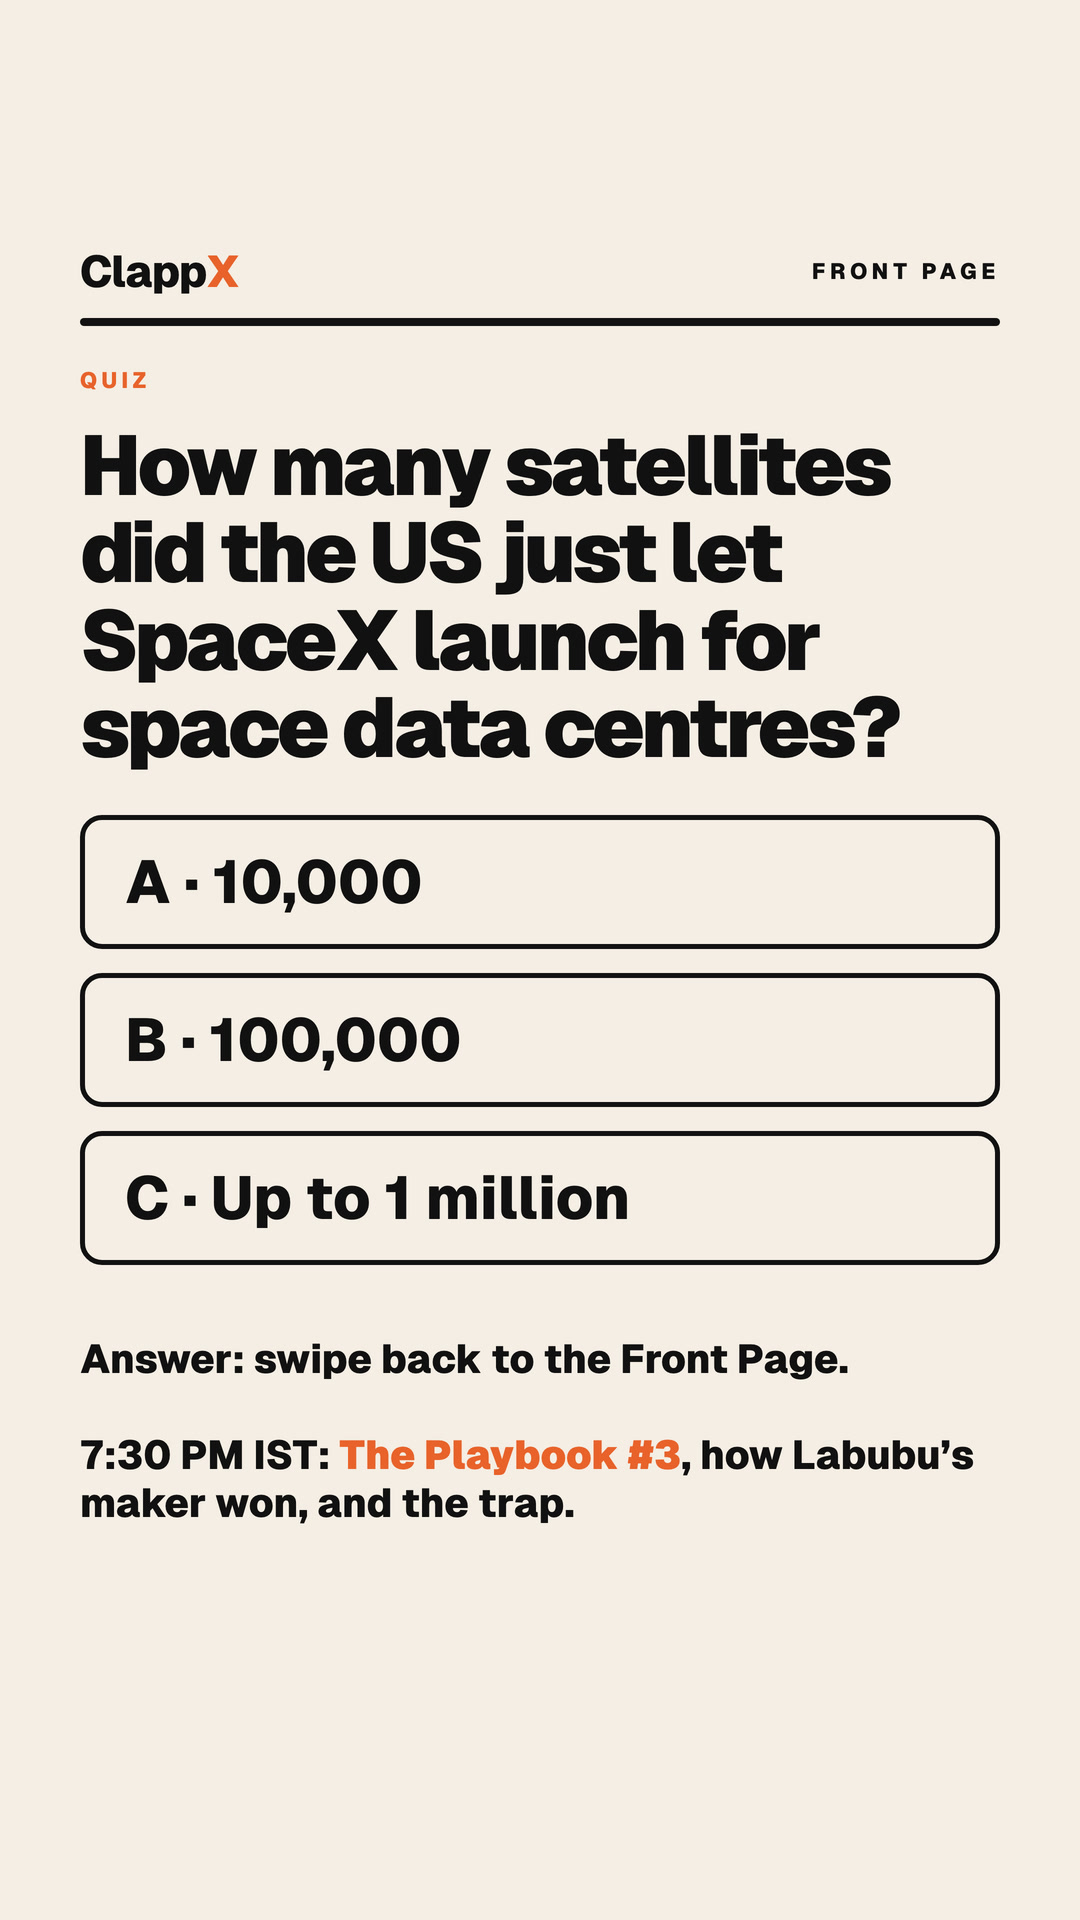 ClappX
FRONT PAGE
QUIZ
How many satellites
did the US just let
SpaceX launch for
space data centres?
A · 10,000
B · 100,000
C · Up to 1 million
Answer: swipe back to the Front Page.
7:30 PM IST: The Playbook #3, how Labubu’s
maker won, and the trap.